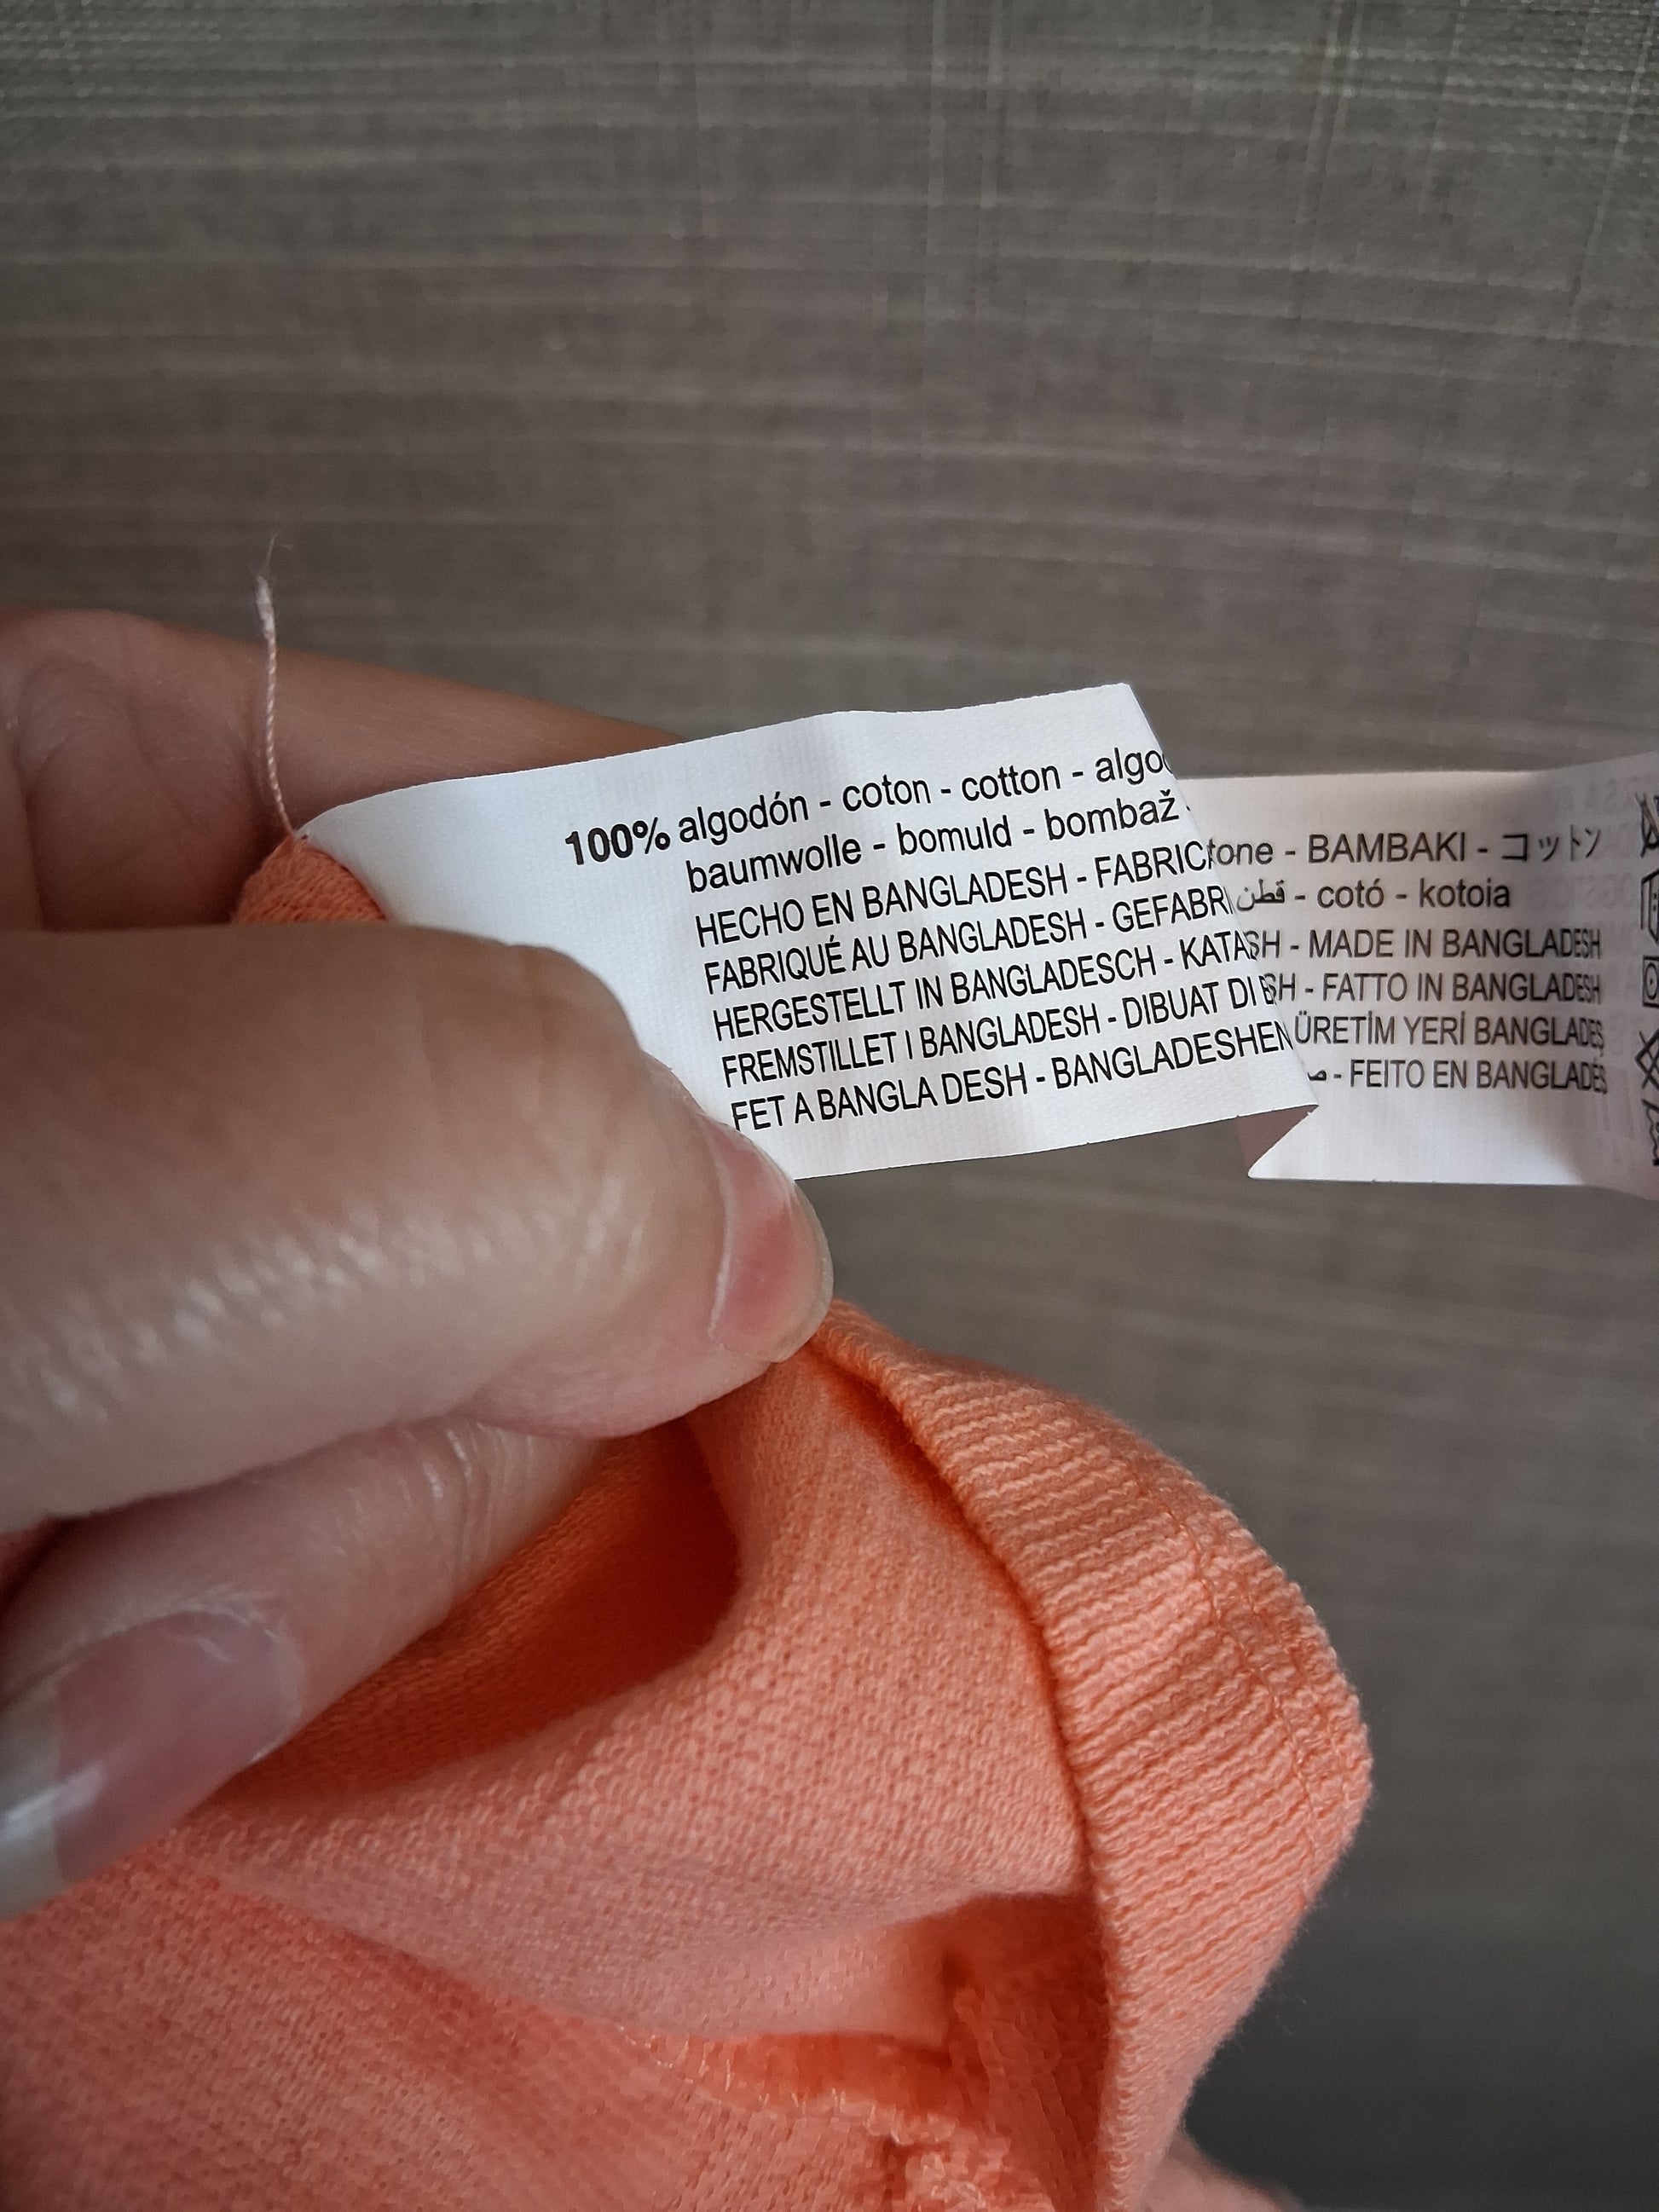 100% algodón - coton - cotton - algo
baumwolle - bomuld - bombaž -
HECHO EN BANGLADESH - FABRIC
FABRIQUÉ AU BANGLADESH - GEFABRI
HERGESTELLT IN BANGLADESCH - KATA
FREMSTILLET I BANGLADESH - DIBUAT DI B
FET A BANGLA DESH - BANGLADESHEN
tone - BAMBAKI - コットン
قطن - cotó - kotoia
SH - MADE IN BANGLADESH
SH - FATTO IN BANGLADESH
ÜRETİM YERİ BANGLADEŞ
- FEITO EN BANGLADÉS